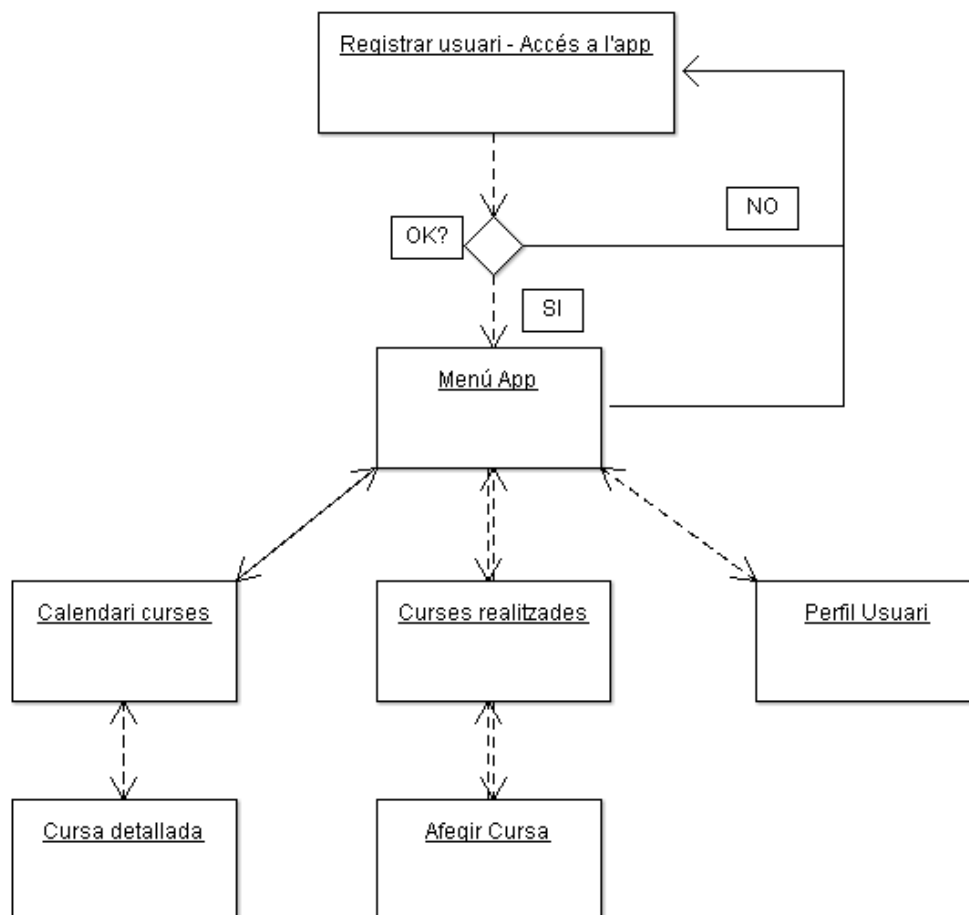 Registrar usuari - Accés a l'app
NO
OK?
SI
Menú App
Calendari curses
Curses realitzades
Perfil Usuari
Cursa detallada
Afegir Cursa